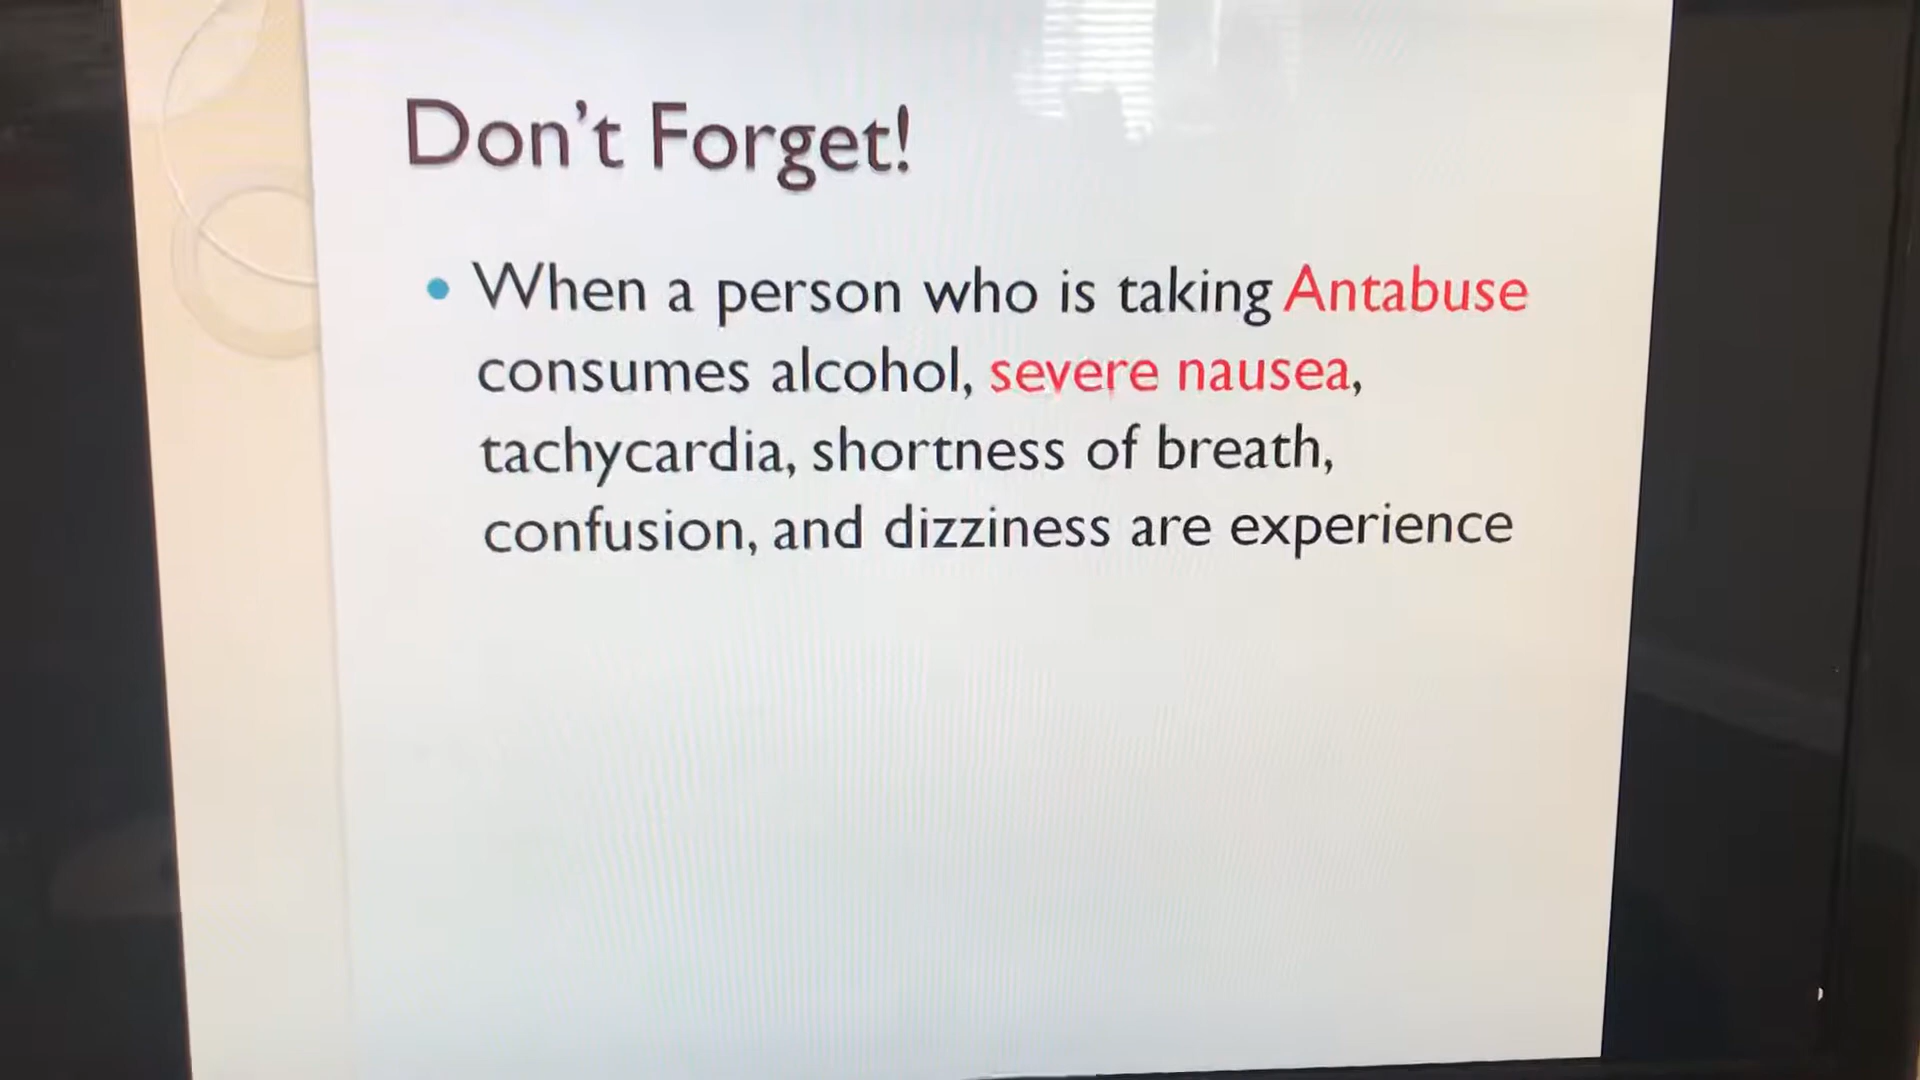 Don't Forget!
• When a person who is taking Antabuse
consumes alcohol, severe nausea,
tachycardia, shortness of breath,
confusion, and dizziness are experience